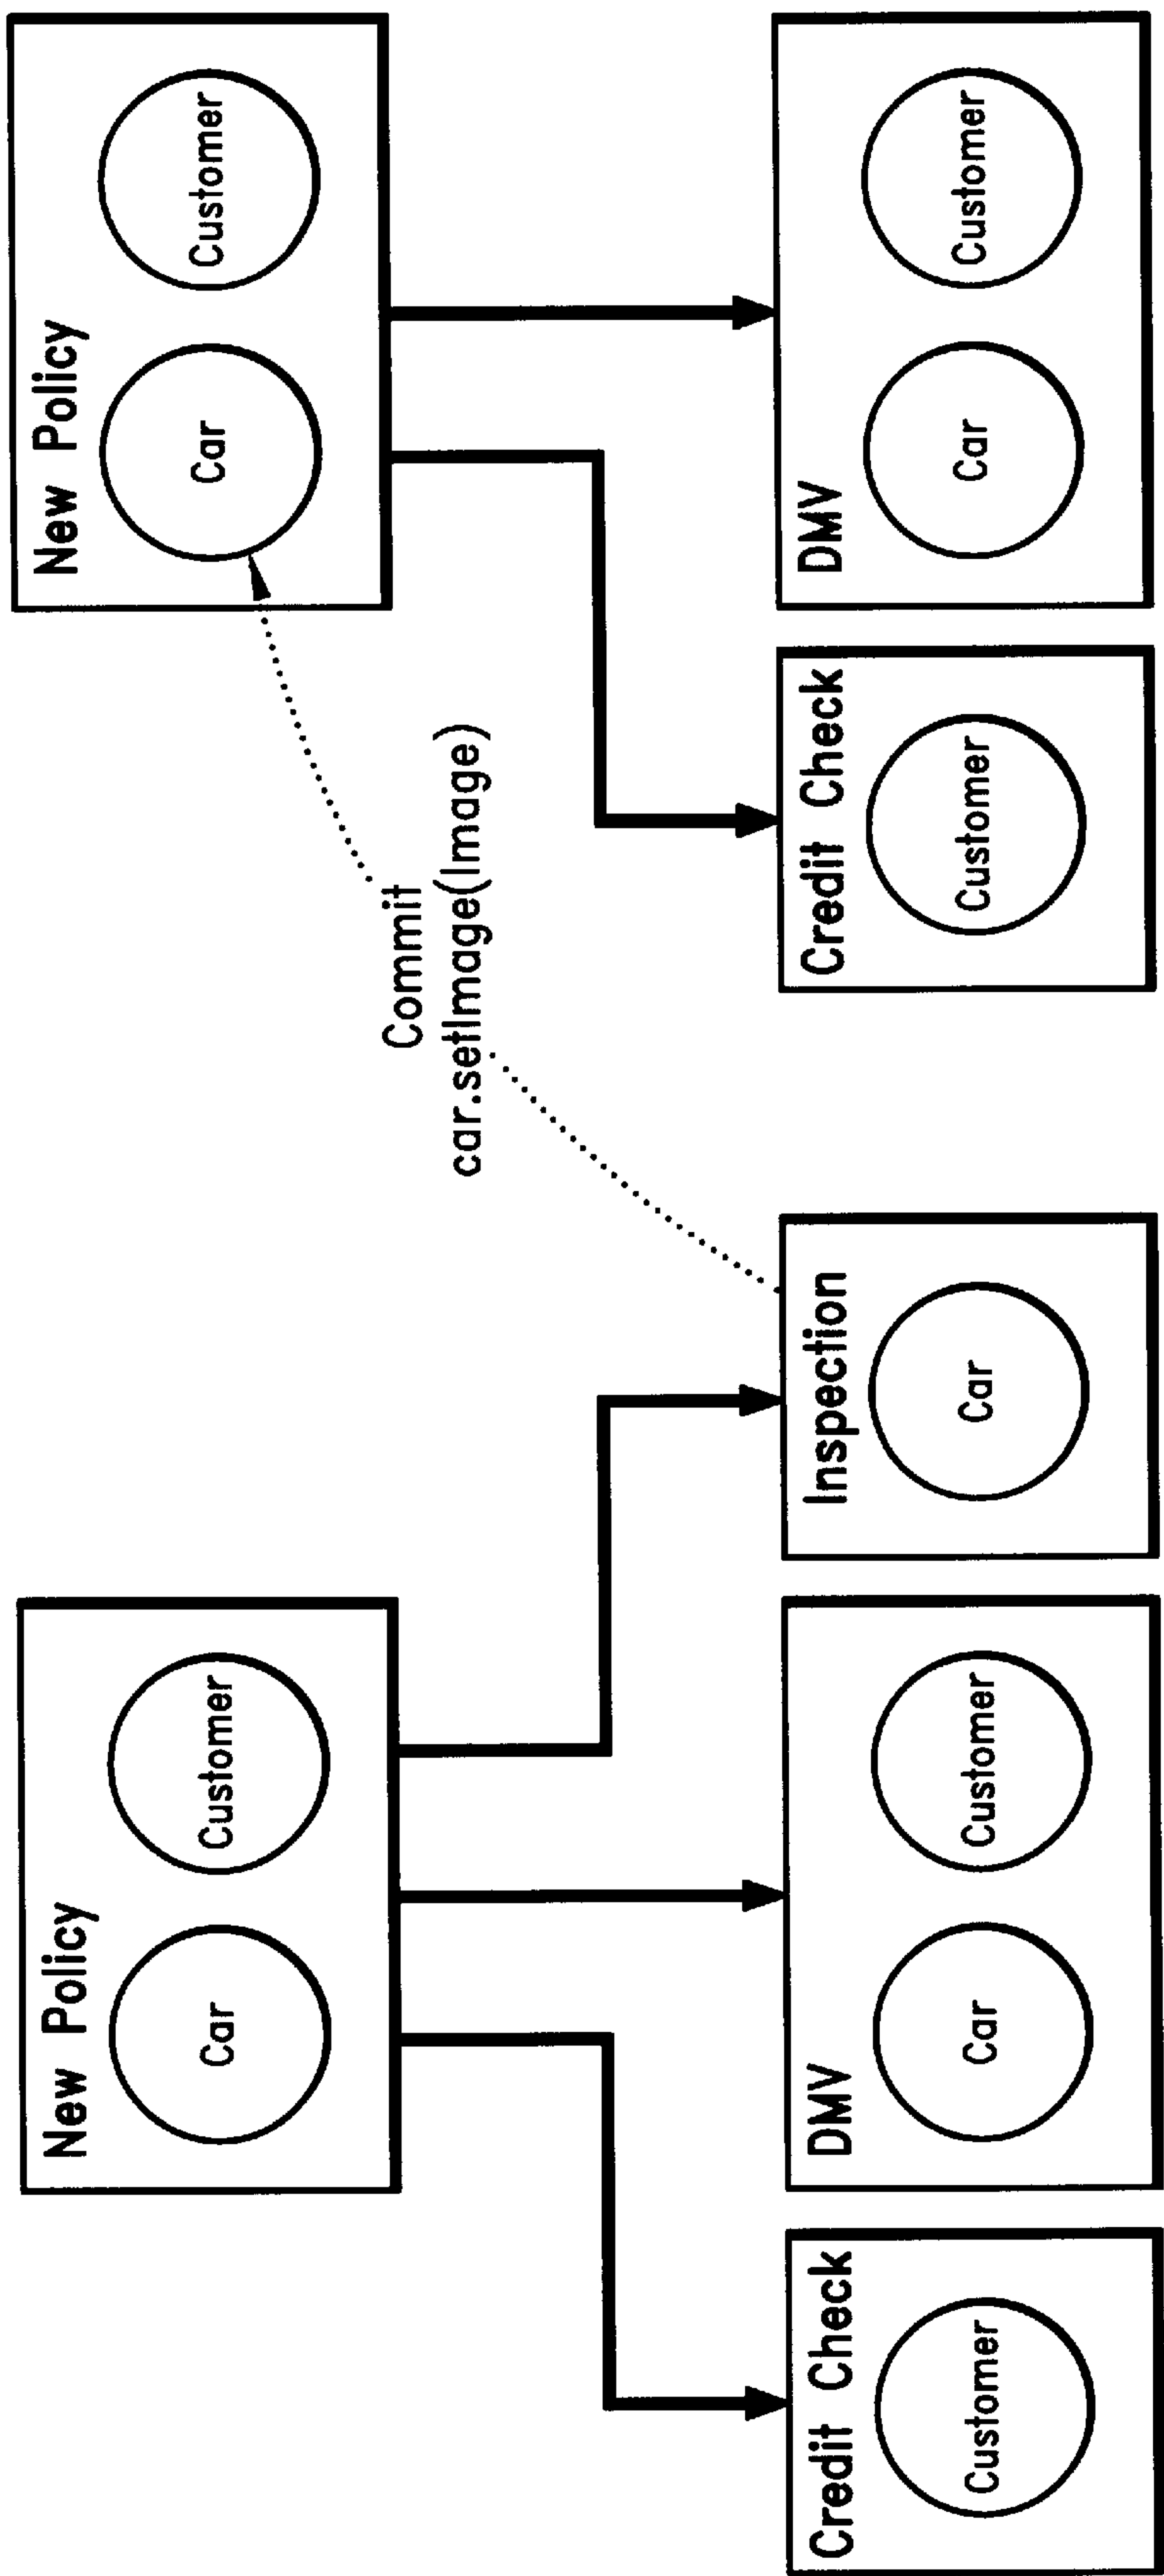 New Policy
Car
Customer
Credit Check
Customer
DMV
Car
Customer
Inspection
Car
Commit
car.setImage(Image)
New Policy
Car
Customer
Credit Check
Customer
DMV
Car
Customer